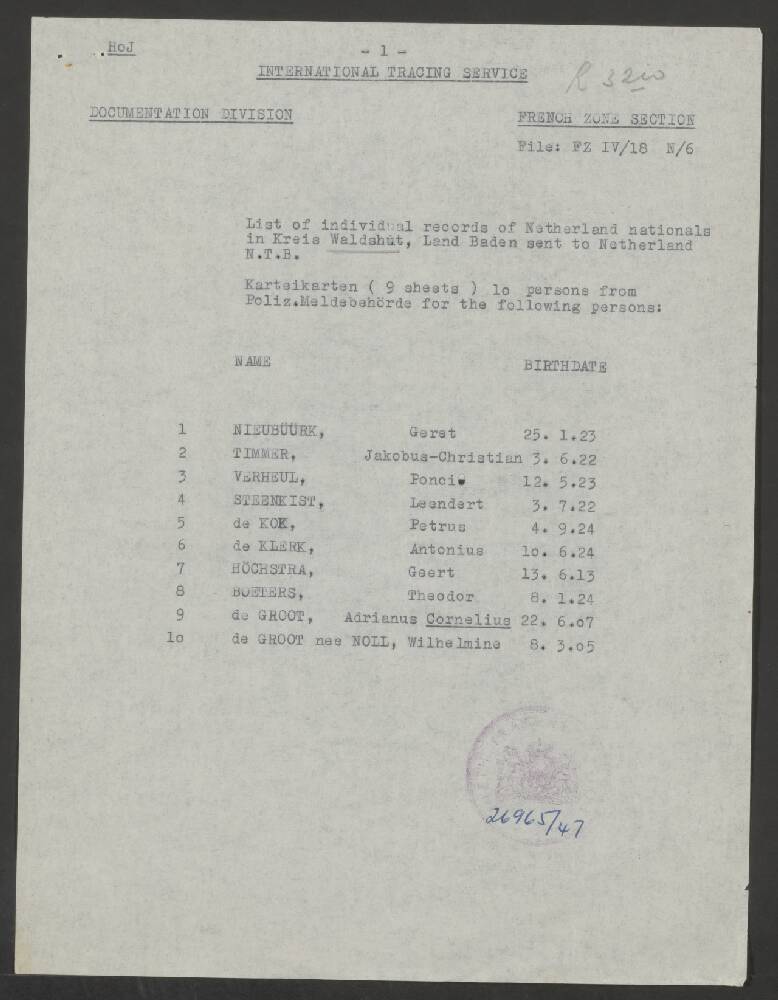 HoJ
- 1 -
INTERNATIONAL TRACING SERVICE
R 3210
DOCUMENTATION DIVISION
FRENCH ZONE SECTION
File: FZ IV/18 N/6
List of individual records of Netherland nationals
in Kreis Waldshut, Land Baden sent to Netherland
N.T.B.
Karteikarten ( 9 sheets ) lo persons from
Poliz.Meldebehörde for the following persons:
NAME BIRTHDATE
1 NIEUBÜÜRK, Geret 25. 1.23
2 TIMMER, Jakobus-Christian 3. 6.22
3 VERHEUL, 12. 5.23
4 STEENKIST, Leendert 3. 7.22
5 de KOK, Petrus 4. 9.24
6 de KLERK, Antonius lo. 6.24
7 HÖCHSTRA, Geert 13. 6.13
8 BOETERS, Theodor 8. 1.24
9 de GROOT, Adrianus Cornelius 22. 6.o7
lo de GROOT nee NOLL, Wilhelmine 8. 3.o5
26965/47